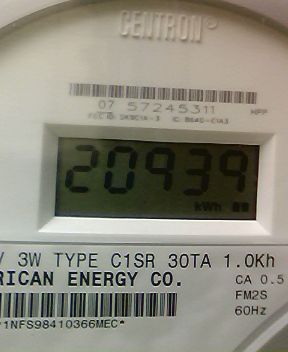 CENTRON®
07 57245311
20939
kWh
V 3W TYPE C1SR 30TA 1.0Kh
RICAN ENERGY CO.
CA 0.5
FM2S
60Hz
*1NFS98410366MEC*